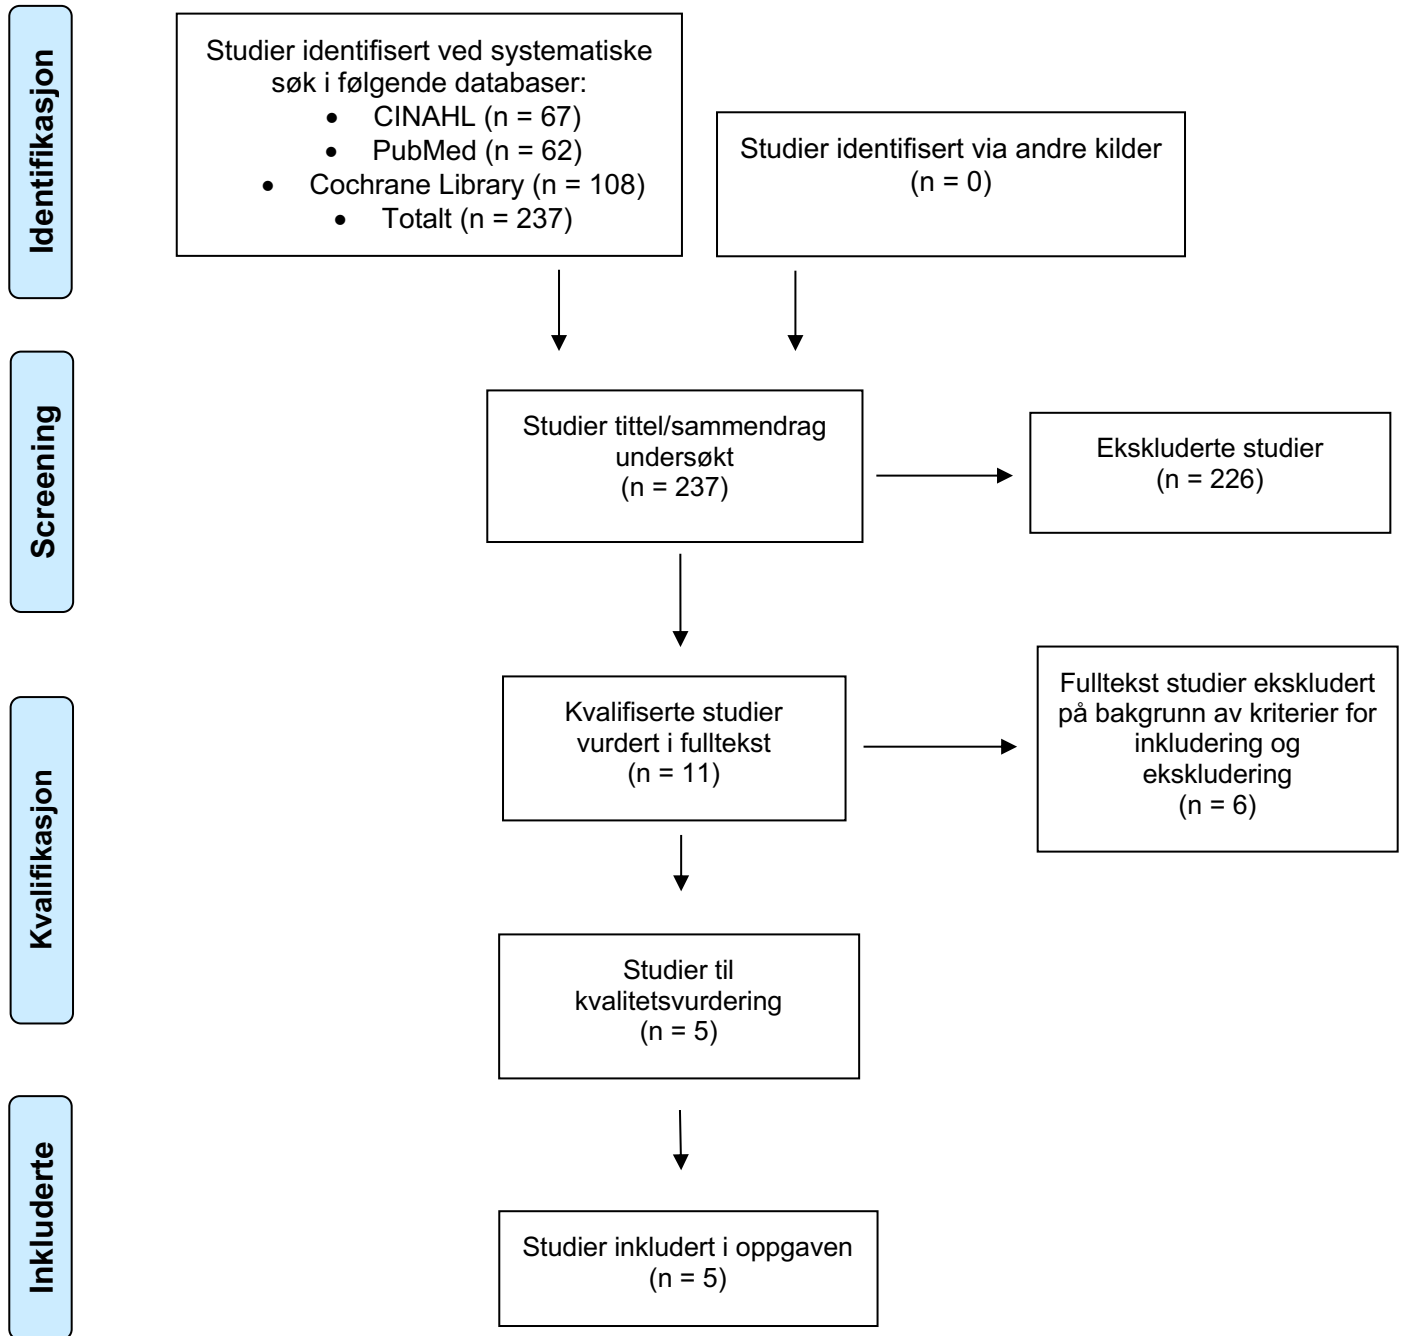 Identifikasjon
Studier identifisert ved systematiske
søk i følgende databaser:
• CINAHL (n = 67)
• PubMed (n = 62)
• Cochrane Library (n = 108)
• Totalt (n = 237)
Studier identifisert via andre kilder
(n = 0)
Screening
Studier tittel/sammendrag
undersøkt
(n = 237)
Ekskluderte studier
(n = 226)
Kvalifikasjon
Kvalifiserte studier
vurdert i fulltekst
(n = 11)
Fulltekst studier ekskludert
på bakgrunn av kriterier for
inkludering og
ekskludering
(n = 6)
Studier til
kvalitetsvurdering
(n = 5)
Inkluderte
Studier inkludert i oppgaven
(n = 5)